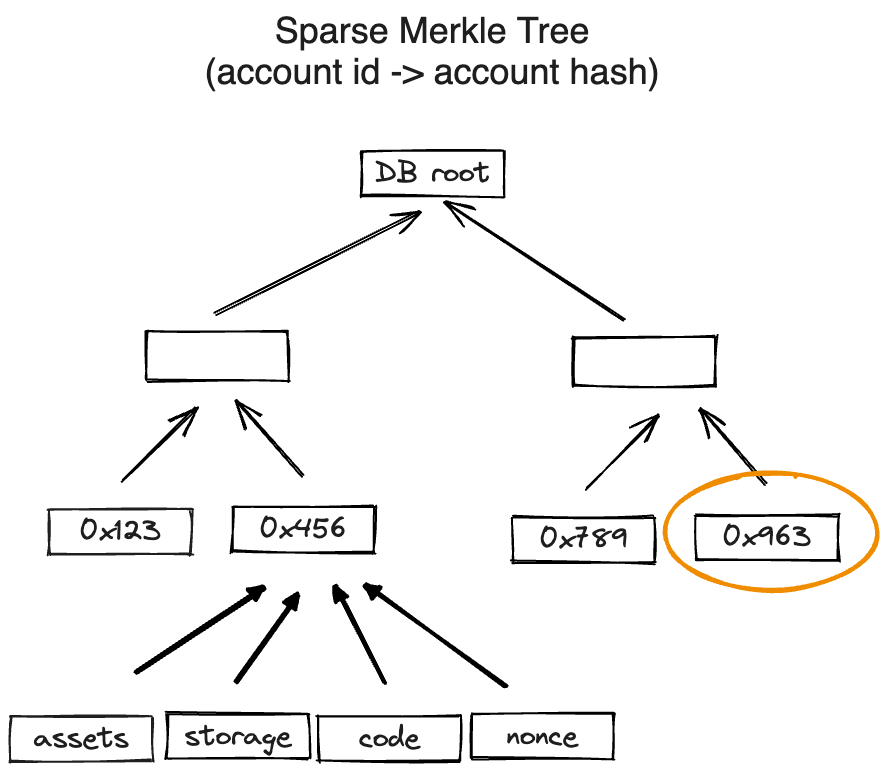 Sparse Merkle Tree
(account id -> account hash)
DB root
0x123
0x456
0x789
0x963
assets
storage
code
nonce